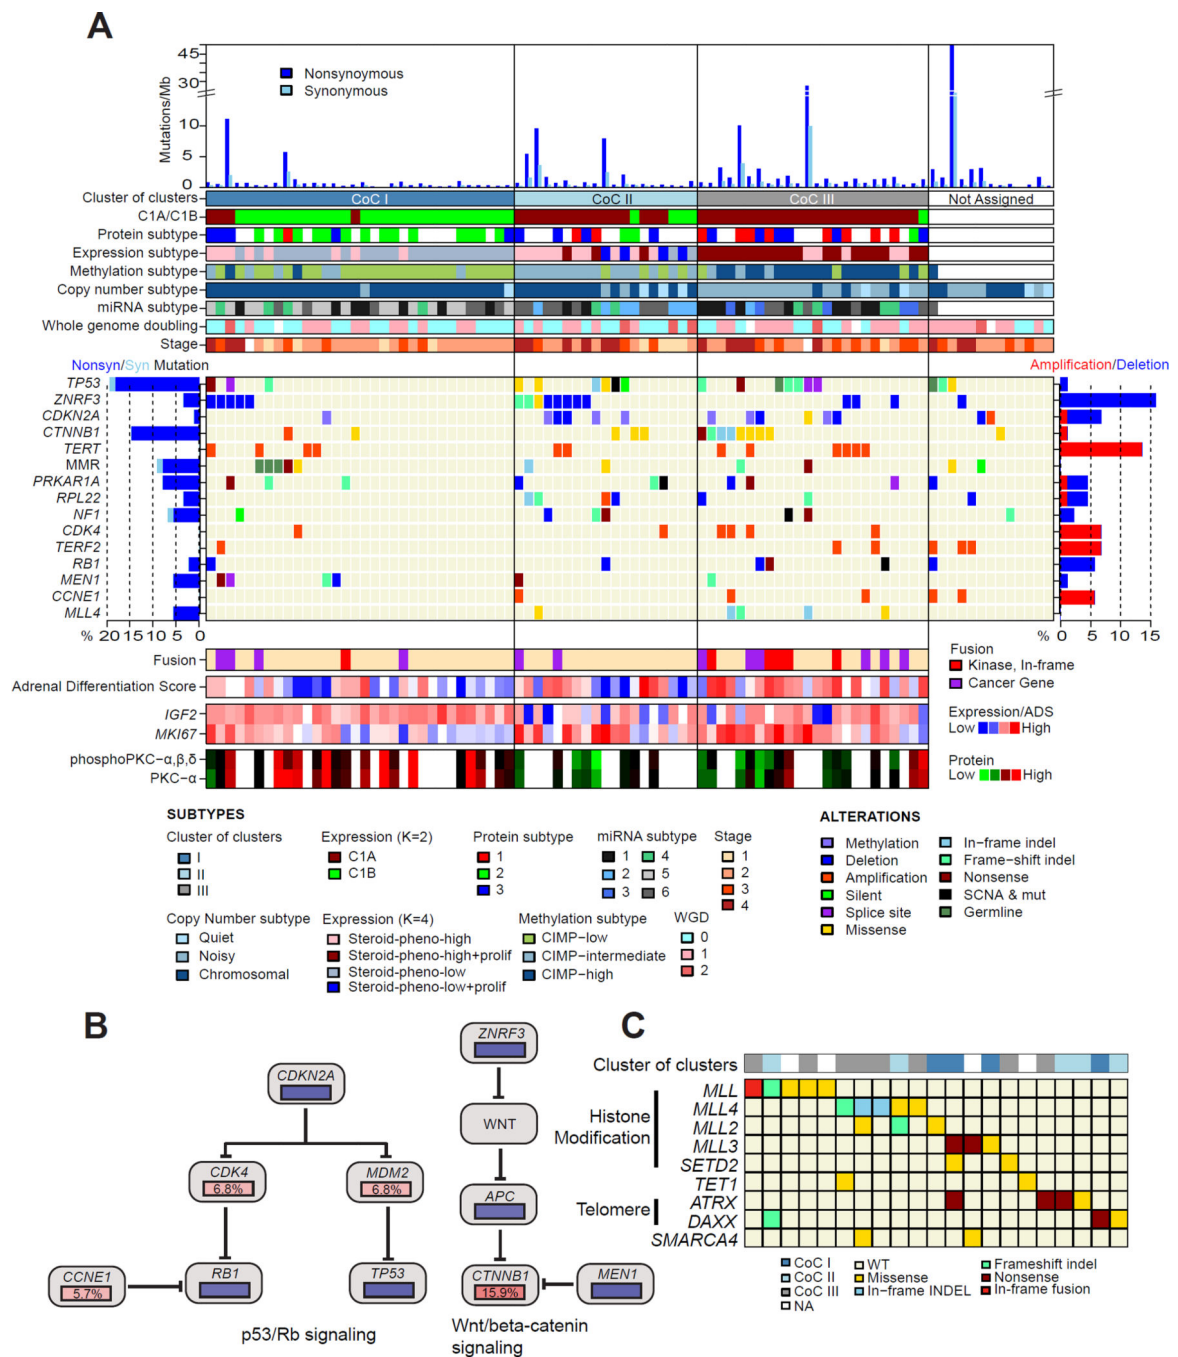 A
45
30
15
5
0
Mutations/Mb
Nonsynoymous
Synonymous
Cluster of clusters
CoC I
CoC II
CoC III
Not Assigned
C1A/C1B
Protein subtype
Expression subtype
Methylation subtype
Copy number subtype
miRNA subtype
Whole genome doubling
Stage
Nonsyn/Syn Mutation
Amplification/Deletion
TP53
ZNRF3
CDKN2A
CTNNB1
TERT
MMR
PRKAR1A
RPL22
NF1
CDK4
TERF2
RB1
MEN1
CCNE1
MLL4
% 20 15 10 5 0
% 0 5 10 15
Fusion
Adrenal Differentiation Score
IGF2
MKI67
phosphoPKC−α,β,δ
PKC−α
Fusion
Kinase, In-frame
Cancer Gene
Expression/ADS
Low High
Protein
Low High
SUBTYPES
Cluster of clusters
I
II
III
Expression (K=2)
C1A
C1B
Protein subtype
1
2
3
miRNA subtype
1 4
2 5
3 6
Stage
1
2
3
4
Copy Number subtype
Quiet
Noisy
Chromosomal
Expression (K=4)
Steroid-pheno-high
Steroid-pheno-high+prolif
Steroid-pheno-low
Steroid-pheno-low+prolif
Methylation subtype
CIMP−low
CIMP−intermediate
CIMP−high
WGD
0
1
2
ALTERATIONS
Methylation
Deletion
Amplification
Silent
Splice site
Missense
In−frame indel
Frame−shift indel
Nonsense
SCNA & mut
Germline
B
CDKN2A
CDK4
6.8%
MDM2
6.8%
CCNE1
5.7%
RB1
TP53
p53/Rb signaling
ZNRF3
WNT
APC
CTNNB1
15.9%
MEN1
Wnt/beta-catenin
signaling
C
Cluster of clusters
Histone
Modification
Telomere
MLL
MLL4
MLL2
MLL3
SETD2
TET1
ATRX
DAXX
SMARCA4
CoC I
CoC II
CoC III
NA
WT
Missense
In−frame INDEL
Frameshift indel
Nonsense
In-frame fusion